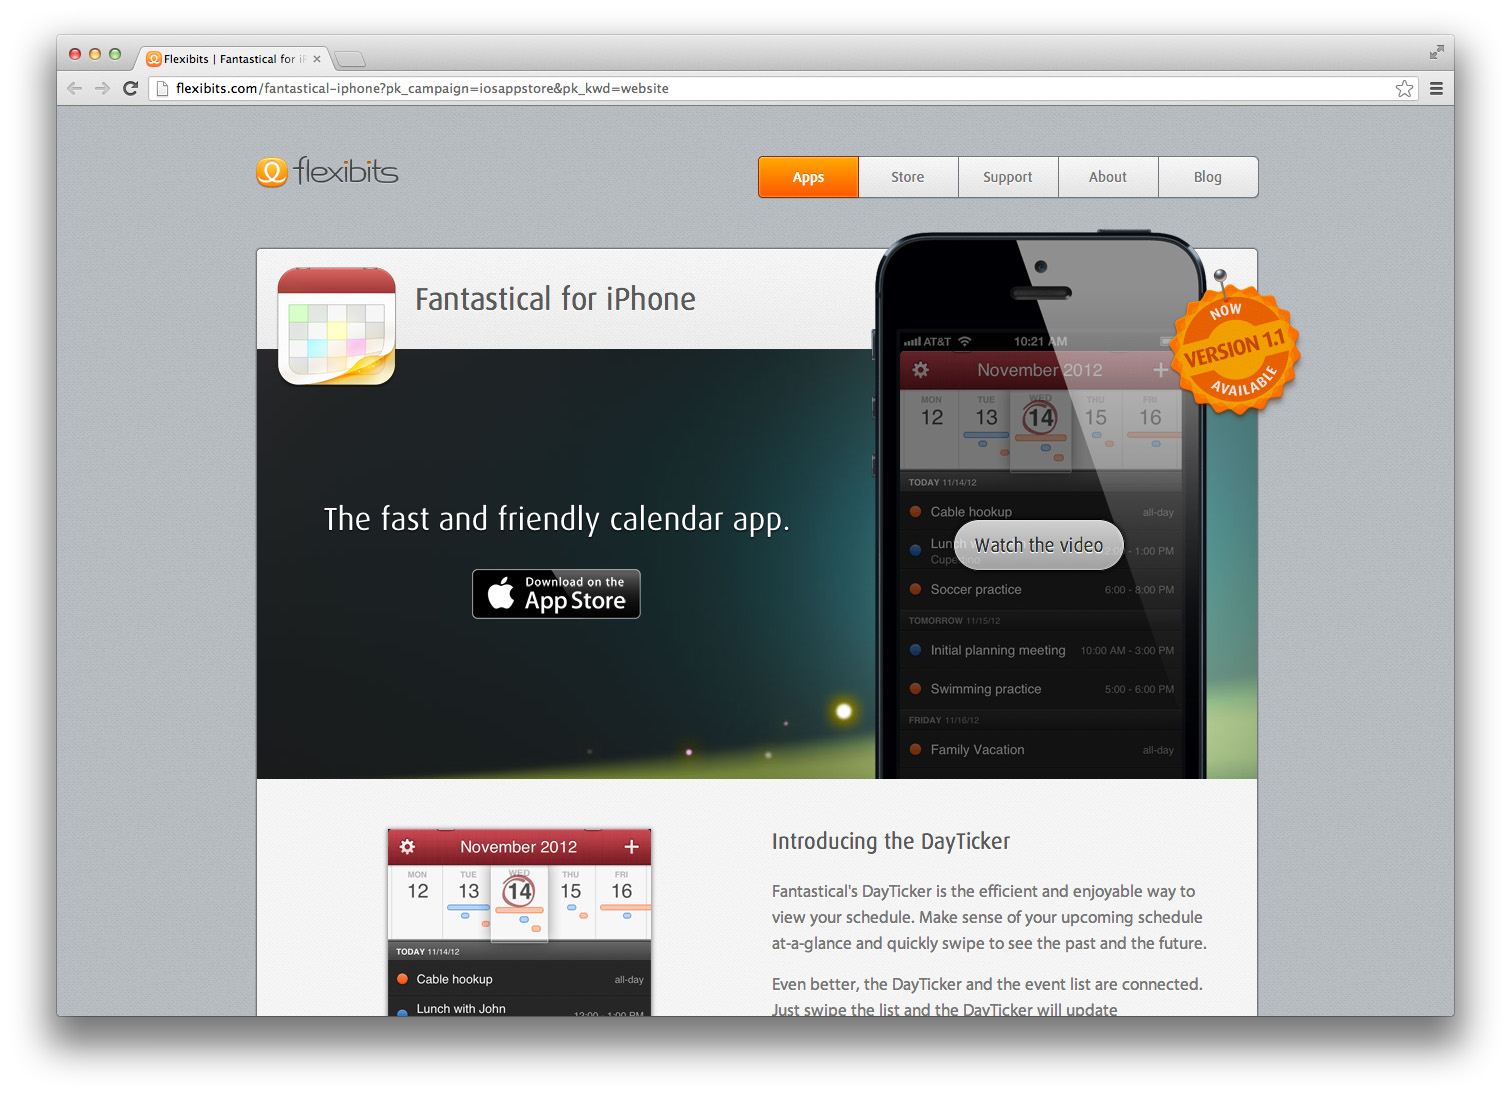 Flexibits | Fantastical for iP
flexibits.com/fantastical-iphone?pk_campaign=iosappstore&pk_kwd=website
flexibits
Apps Store Support About Blog
Fantastical for iPhone
NOW
VERSION 1.1
AVAILABLE
AT&T 10:21 AM
November 2012 +
MON TUE WED THU FRI
12 13 14 15 16
TODAY 11/14/12
Cable hookup all-day
Lunch 12:00 - 1:00 PM
Cupertino
Watch the video
Soccer practice 6:00 - 8:00 PM
TOMORROW 11/15/12
Initial planning meeting 10:00 AM - 3:00 PM
Swimming practice 5:00 - 6:00 PM
FRIDAY 11/16/12
Family Vacation all-day
The fast and friendly calendar app.
Download on the
App Store
November 2012 +
MON TUE WED THU FRI
12 13 14 15 16
TODAY 11/14/12
Cable hookup all-day
Lunch with John
12:00 - 1:00 PM
Introducing the DayTicker
Fantastical's DayTicker is the efficient and enjoyable way to
view your schedule. Make sense of your upcoming schedule
at-a-glance and quickly swipe to see the past and the future.
Even better, the DayTicker and the event list are connected.
Just swipe the list and the DayTicker will update